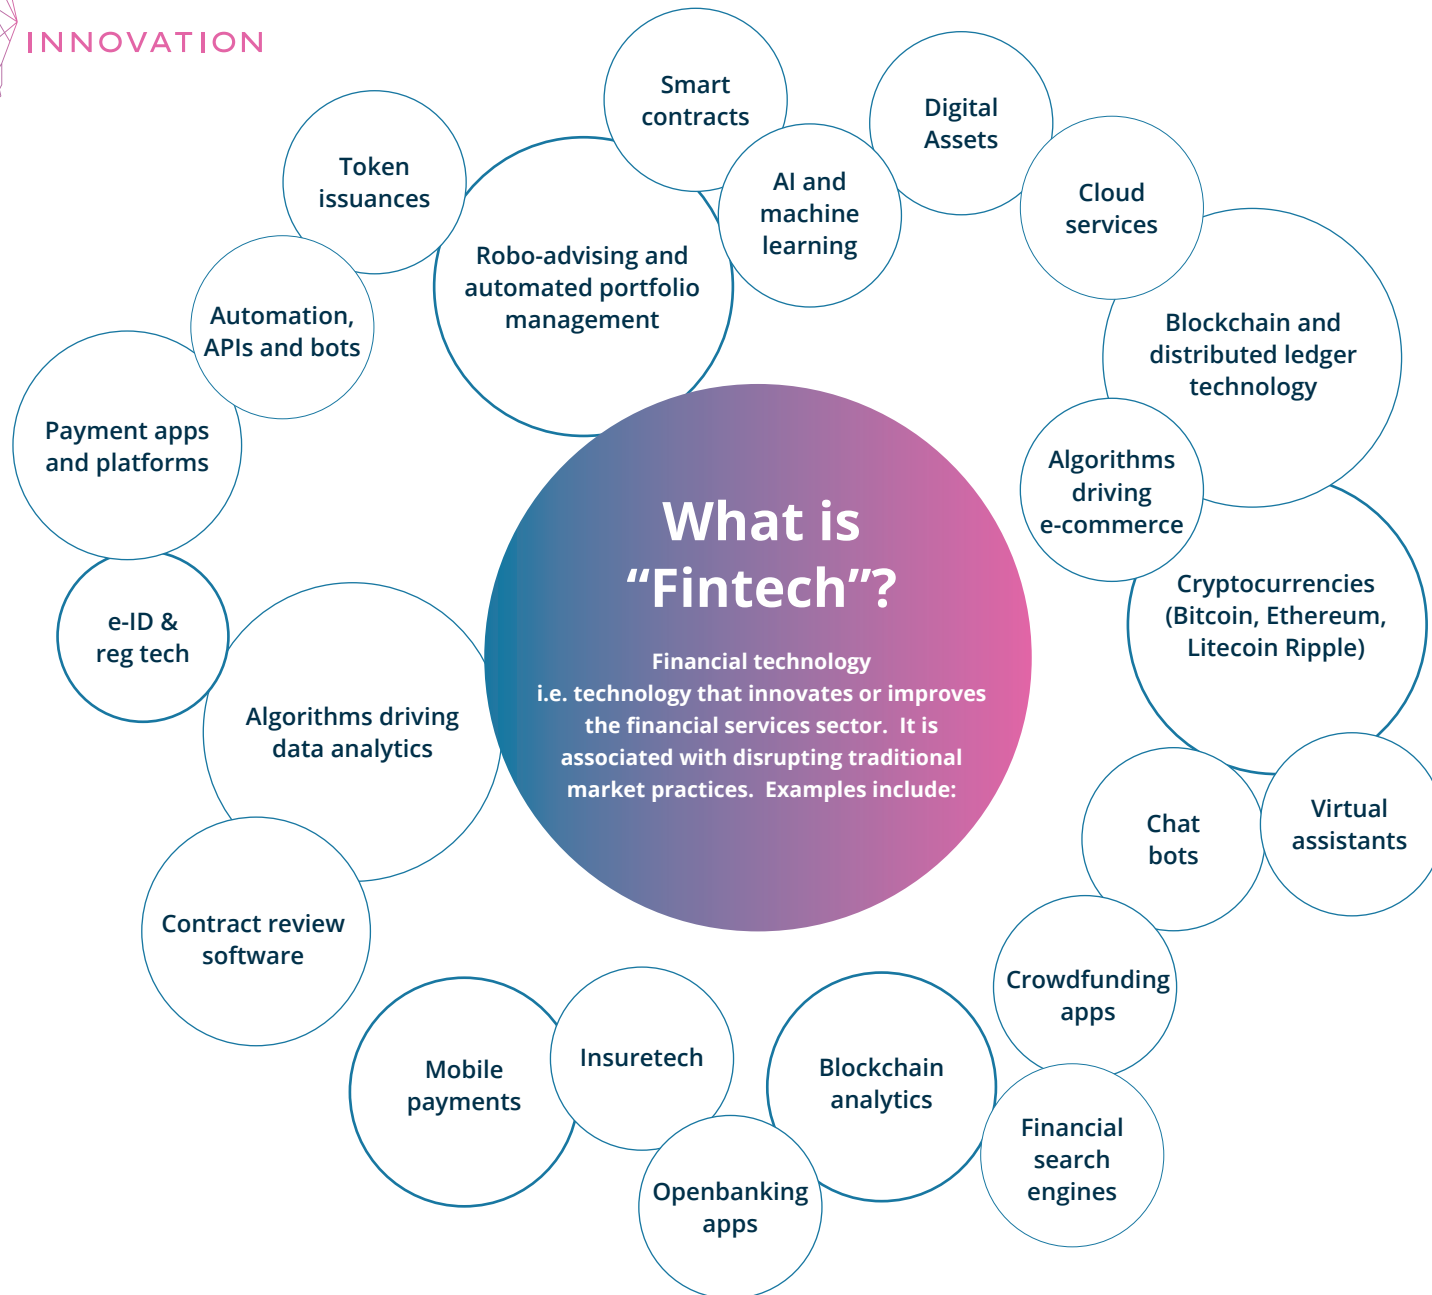 INNOVATION
Smart
contracts
Digital
Assets
Token
issuances
AI and
machine
learning
Cloud
services
Robo-advising and
automated portfolio
management
Automation,
APIs and bots
Blockchain and
distributed ledger
technology
Payment apps
and platforms
Algorithms
driving
e-commerce
What is
“Fintech”?
Financial technology
i.e. technology that innovates or improves
the financial services sector.  It is
associated with disrupting traditional
market practices.  Examples include:
Cryptocurrencies
(Bitcoin, Ethereum,
Litecoin Ripple)
e-ID &
reg tech
Algorithms driving
data analytics
Chat
bots
Virtual
assistants
Contract review
software
Crowdfunding
apps
Mobile
payments
Insuretech
Blockchain
analytics
Financial
search
engines
Openbanking
apps